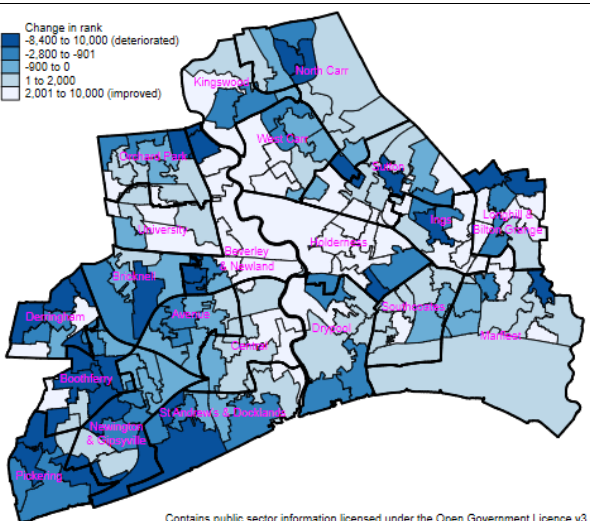 Change in rank
-8,400 to 10,000 (deteriorated)
-2,800 to -901
-900 to 0
1 to 2,000
2,001 to 10,000 (improved)
North Carr
Kingswood
West Carr
Orchard Park
Sutton
University
Ings
Longhill &
Bilton Grange
Holderness
Beverley
& Newland
Bricknell
Derringham
Avenue
Southcoates
Drypool
Marfleet
Central
Boothferry
St Andrew's & Docklands
Newington
& Gipsyville
Pickering
Contains public sector information licensed under the Open Government Licence v3